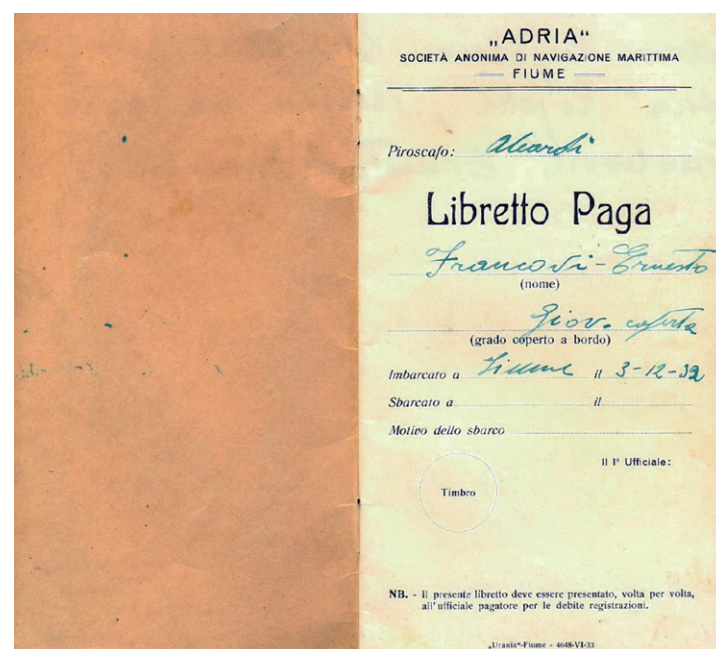 „ADRIA“
SOCIETÀ ANONIMA DI NAVIGAZIONE MARITTIMA
FIUME
Piroscafo: Aleardi
Libretto Paga
Francovi - Ernesto
(nome)
Giov. coperta
(grado coperto a bordo)
Imbarcato a Fiume il 3-12-39
Sbarcato a il
Motivo dello sbarco
Il Iº Ufficiale:
Timbro
NB. - Il presente libretto deve essere presentato, volta per volta,
all'ufficiale pagatore per le debite registrazioni.
„Urania“-Fiume - 4648-VI-33